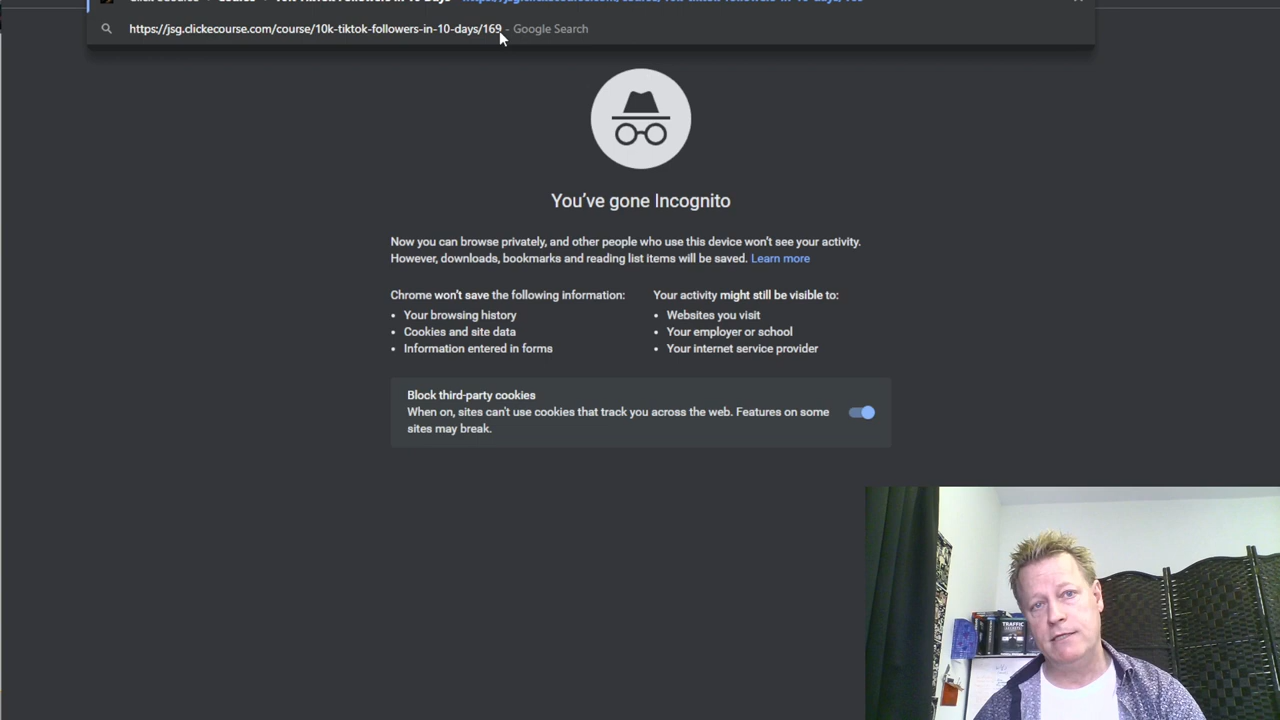 https://jsg.clickecourse.com/course/10k-tiktok-followers-in-10-days/169 - Google Search
You've gone Incognito
Now you can browse privately, and other people who use this device won't see your activity.
However, downloads, bookmarks and reading list items will be saved. Learn more
Chrome won't save the following information:
• Your browsing history
• Cookies and site data
• Information entered in forms
Your activity might still be visible to:
• Websites you visit
• Your employer or school
• Your internet service provider
Block third-party cookies
When on, sites can't use cookies that track you across the web. Features on some
sites may break.
TRAFFIC